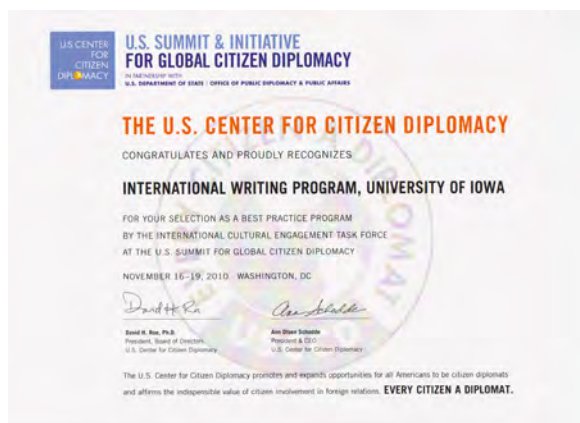 U.S. CENTER
FOR
CITIZEN
DIPLOMACY
U.S. SUMMIT & INITIATIVE
FOR GLOBAL CITIZEN DIPLOMACY
IN PARTNERSHIP WITH
U.S. DEPARTMENT OF STATE | OFFICE OF PUBLIC DIPLOMACY & PUBLIC AFFAIRS
THE U.S. CENTER FOR CITIZEN DIPLOMACY
CONGRATULATES AND PROUDLY RECOGNIZES
INTERNATIONAL WRITING PROGRAM, UNIVERSITY OF IOWA
FOR YOUR SELECTION AS A BEST PRACTICE PROGRAM
BY THE INTERNATIONAL CULTURAL ENGAGEMENT TASK FORCE
AT THE U.S. SUMMIT FOR GLOBAL CITIZEN DIPLOMACY
NOVEMBER 16–19, 2010 WASHINGTON, DC
David H. Roe, Ph.D.
President, Board of Directors
U.S. Center for Citizen Diplomacy
Ann Olsen Schodde
President & CEO
U.S. Center for Citizen Diplomacy
The U.S. Center for Citizen Diplomacy promotes and expands opportunities for all Americans to be citizen diplomats
and affirms the indispensible value of citizen involvement in foreign relations. EVERY CITIZEN A DIPLOMAT.
EVERY CITIZEN A DIPLOMAT